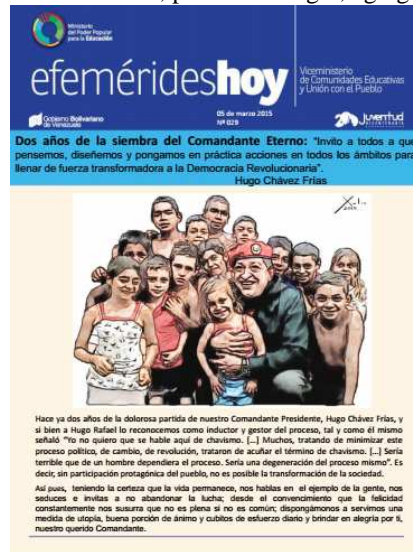 Ministerio
del Poder Popular
para la Educación
efemérideshoy
Viceministerio
de Comunidades Educativas
y Unión con el Pueblo
Gobierno Bolivariano
de Venezuela
05 de marzo 2015
Nº 029
Juventud
BICENTENARIA
Dos años de la siembra del Comandante Eterno: "Invito a todos a que
pensemos, diseñemos y pongamos en práctica acciones en todos los ámbitos para
llenar de fuerza transformadora a la Democracia Revolucionaria".
Hugo Chávez Frías
Hace ya dos años de la dolorosa partida de nuestro Comandante Presidente, Hugo Chávez Frías, y
si bien a Hugo Rafael lo reconocemos como inductor y gestor del proceso, tal y como él mismo
señaló "Yo no quiero que se hable aquí de chavismo. [...] Muchos, tratando de minimizar este
proceso político, de cambio, de revolución, trataron de acuñar el término de chavismo. [...] Sería
terrible que de un hombre dependiera el proceso. Sería una degeneración del proceso mismo". Es
decir, sin participación protagónica del pueblo, no es posible la transformación de la sociedad.
Así pues, teniendo la certeza que la vida permanece, nos hablas en el ejemplo de la gente, nos
seduces e invitas a no abandonar la lucha; desde el convencimiento que la felicidad
constantemente nos susurra que no es plena si no es común; dispongámonos a servirnos una
medida de utopía, buena porción de ánimo y cubitos de esfuerzo diario y brindar en alegría por ti,
nuestro querido Comandante.